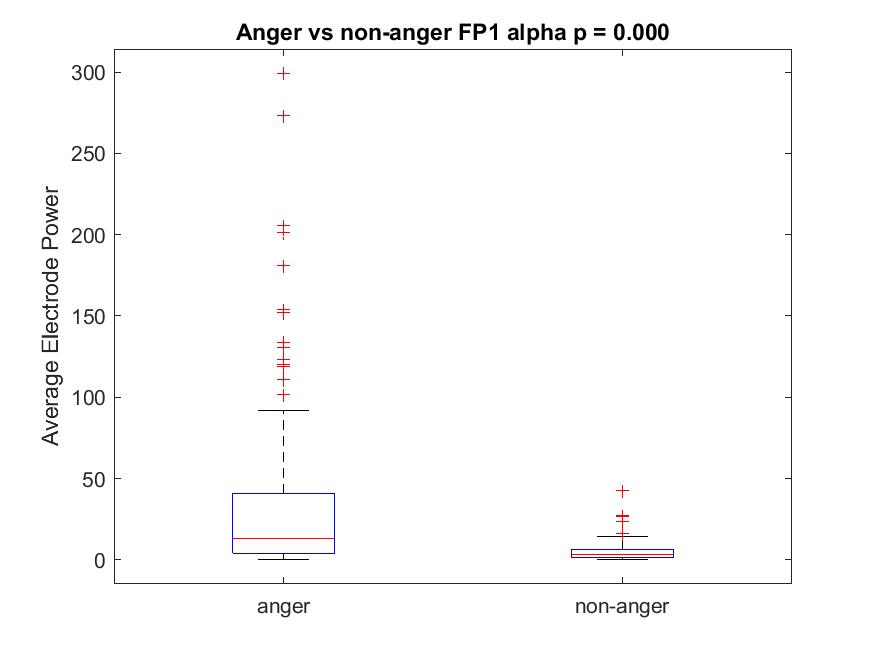 Anger vs non-anger FP1 alpha p = 0.000
300
250
200
150
100
50
0
Average Electrode Power
anger
non-anger